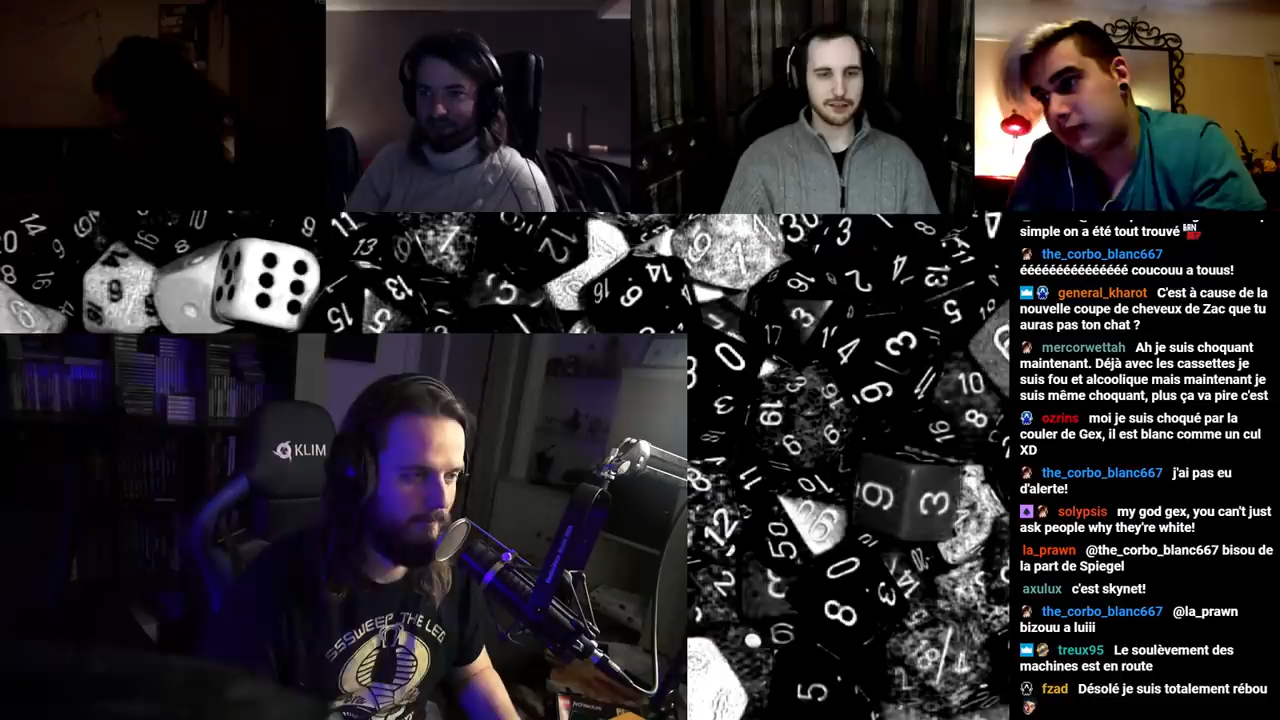 simple on a été tout trouvé
the_corbo_blanc667
éééééééééééééééé coucouu a touus!
general_kharot C'est à cause de la
nouvelle coupe de cheveux de Zac que tu
auras pas ton chat ?
mercorwettah Ah je suis choquant
maintenant. Déjà avec les cassettes je
suis fou et alcoolique mais maintenant je
suis même choquant, plus ça va pire c'est
ozrins moi je suis choqué par la
couler de Gex, il est blanc comme un cul
XD
the_corbo_blanc667 j'ai pas eu
d'alerte!
solypsis my god gex, you can't just
ask people why they're white!
la_prawn @the_corbo_blanc667 bisou de
la part de Spiegel
axulux c'est skynet!
the_corbo_blanc667 @la_prawn
bizouu a luiii
treux95 Le soulèvement des
machines est en route
fzad Désolé je suis totalement rébou
KLIM
SSSWEEP THE LEG